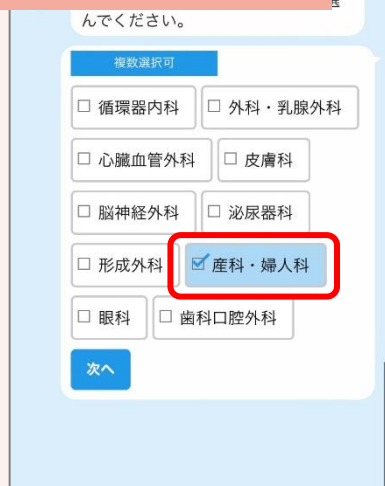 んでください。
複数選択可
循環器内科 外科・乳腺外科
心臓血管外科 皮膚科
脳神経外科 泌尿器科
形成外科 産科・婦人科
眼科 歯科口腔外科
次へ